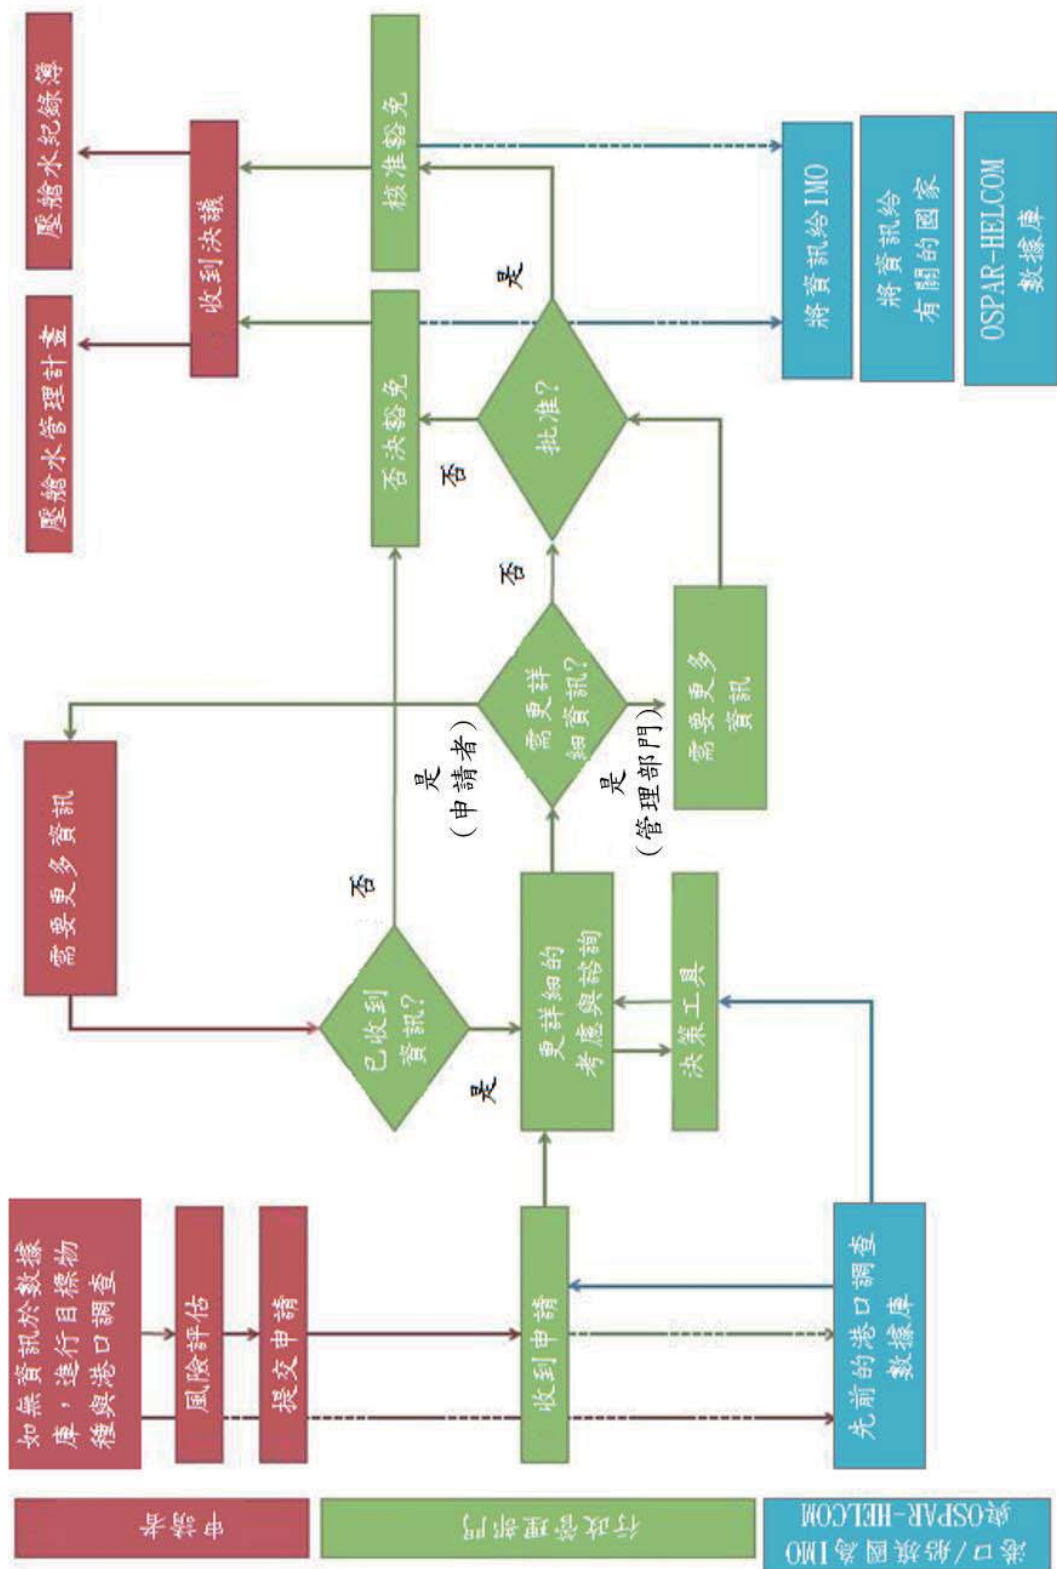 申請者
行政管理部門
港口/船旗國為IMO
與OSPAR-HELCOM
如無資訊於數據
庫，進行目標物
種與港口調查
風險評估
提交申請
收到申請
先前的港口調查
數據庫
需要更多資訊
已收到
資訊?
否
是
更詳細的
考慮與諮詢
決策工具
是
(申請者)
需更詳
細資訊?
否
是
(管理部門)
需要更多
資訊
壓艙水管理計畫
壓艙水紀錄簿
收到決議
否決豁免
核准豁免
否
是
批准?
將資訊給IMO
將資訊給
有關的國家
OSPAR-HELCOM
數據庫